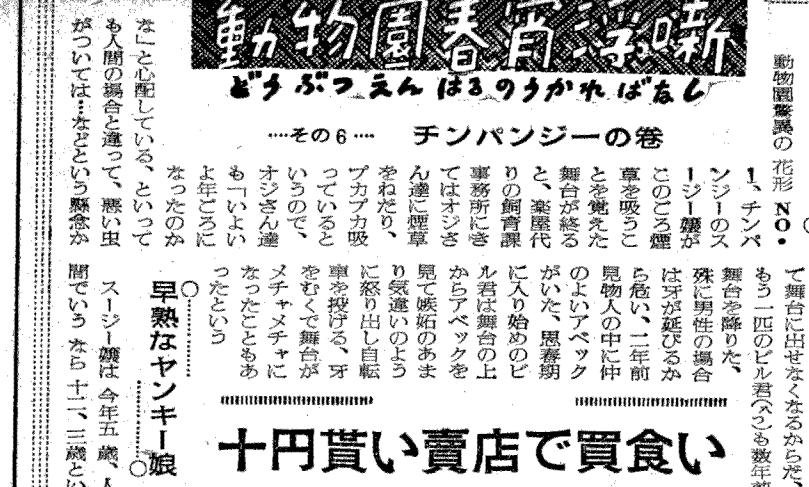 動物園春宵浮かれ噺
どうぶつえんはるのうかればなし
····その6····　チンパンジーの巻
動物園驚異の花形 NO・
1、チンパ
ンジーのス
ージー嬢が
このごろ煙
草を吸うこ
とを覚えた
舞台が終る
と、楽屋代
りの飼育課
事務所にき
てはオジさ
ん達に煙草
をねだり、
プカプカ吸
っていると
いうので、
オジさん達
も「いよい
よ年ごろに
なったのか
な」と心配している、といって
も人間の場合と違って、悪い虫
がついては…などという懸念か
て舞台に出せなくなるからだ、
もう一匹のビル君(八つ)も数年前
舞台を降りた、
殊に男性の場合
は牙が延びるか
ら危い、二年前
見物人の中に仲
のよいアベック
がいた、思春期
に入り始めのビ
ル君は舞台の上
からアベックを
見て嫉妬のあま
り気違いのよう
に怒り出し自転
車を投げる、牙
をむくで舞台が
メチャメチャに
なったこともあ
ったという
十円貰い賣店で買食い
早熟なヤンキー娘
スージー嬢は今年五歳、人
間でいうなら十二、三歳とい